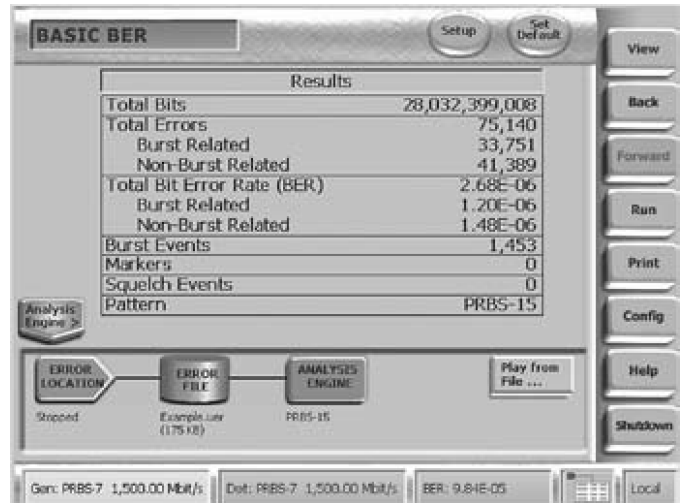 BASIC BER
Setup
Set
Default
Results
Total Bits 28,032,399,008
Total Errors 75,140
Burst Related 33,751
Non-Burst Related 41,389
Total Bit Error Rate (BER) 2.68E-06
Burst Related 1.20E-06
Non-Burst Related 1.48E-06
Burst Events 1,453
Markers 0
Squelch Events 0
Pattern PRBS-15
Analysis
Engine >
ERROR
LOCATION
Stopped
ERROR
FILE
Example.uer
(175 KB)
ANALYSIS
ENGINE
PRBS-15
Play from
File ...
View
Back
Forward
Run
Print
Config
Help
Shutdown
Gen: PRBS-7 1,500.00 Mbit/s
Det: PRBS-7 1,500.00 Mbit/s
BER: 9.84E-05
Local